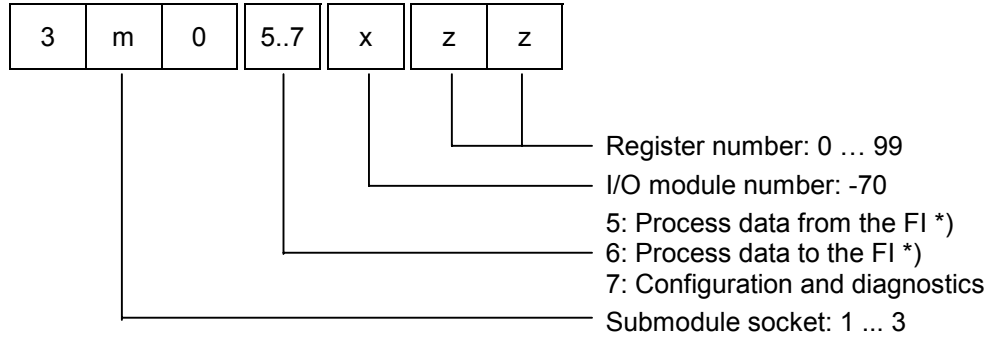 3 m 0 5..7 x z z
Register number: 0 … 99
I/O module number: -70
5: Process data from the FI *)
6: Process data to the FI *)
7: Configuration and diagnostics
Submodule socket: 1 ... 3